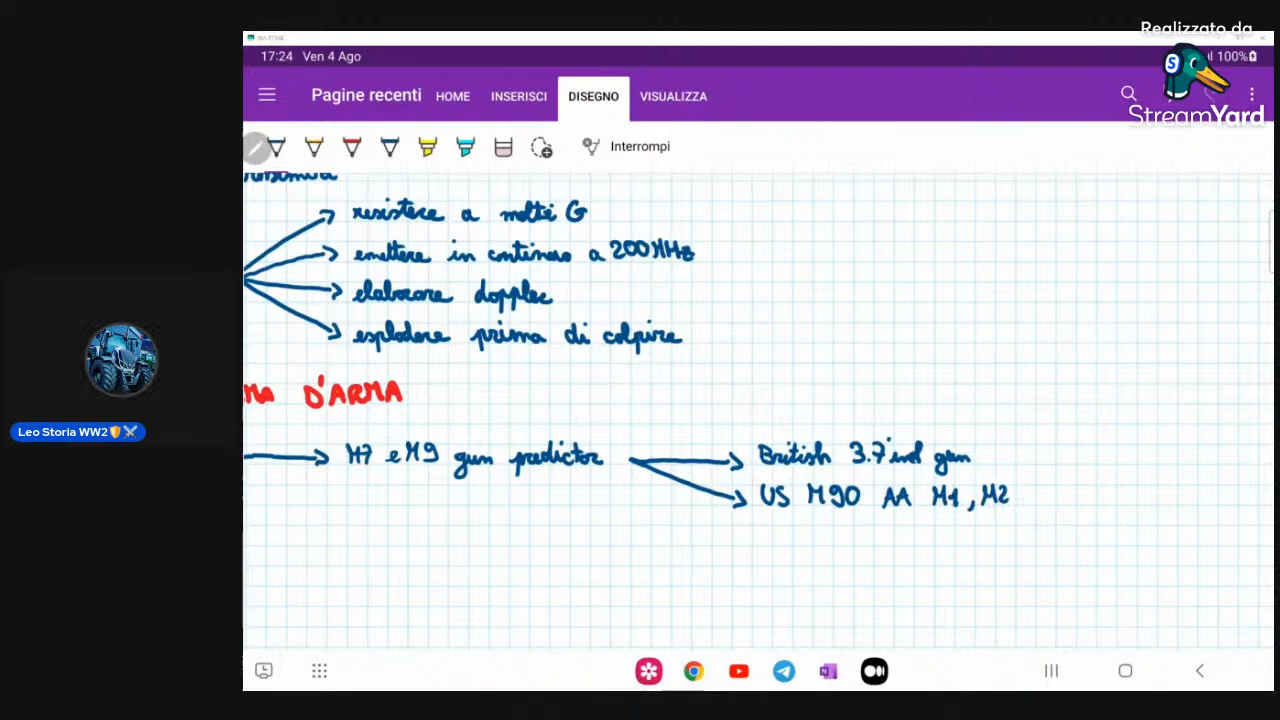 Realizzato da
StreamYard
17:24 Ven 4 Ago
100%
Pagine recenti HOME INSERISCI DISEGNO VISUALIZZA
Interrompi
resistere a molti G
emettere in continuo a 200MHz
elaborare doppler
esplodere prima di colpire
MA D'ARMA
M7 e M9 gun predictor
British 3.7 inch gun
US M90 AA M1, M2
Leo Storia WW2